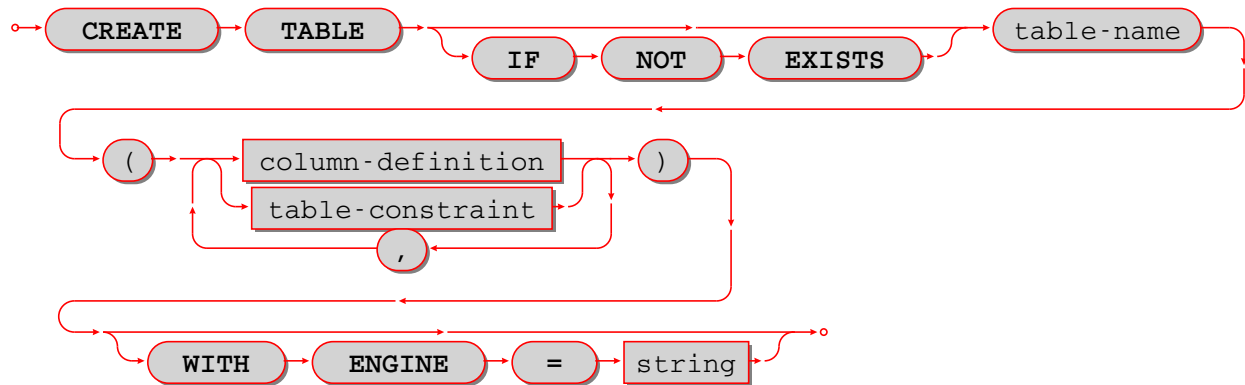 CREATE TABLE table-name
IF NOT EXISTS
( column-definition )
table-constraint
,
WITH ENGINE = string